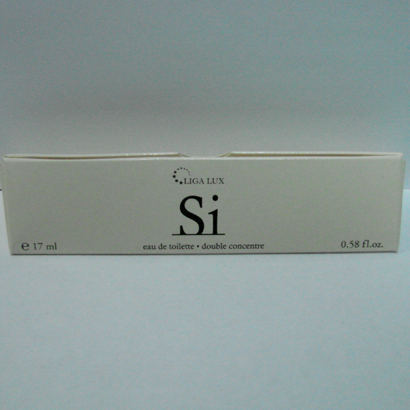 LIGA LUX
Si
℮ 17 ml eau de toilette • double concentre 0.58 fl.oz.